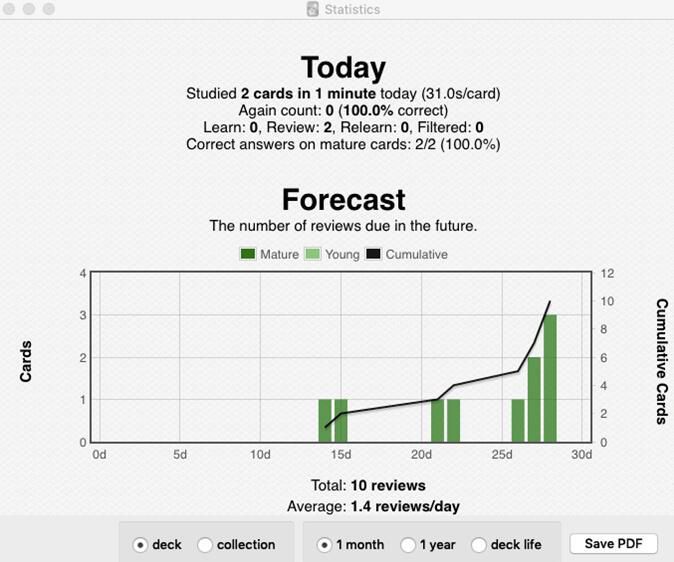 Statistics
Today
Studied 2 cards in 1 minute today (31.0s/card)
Again count: 0 (100.0% correct)
Learn: 0, Review: 2, Relearn: 0, Filtered: 0
Correct answers on mature cards: 2/2 (100.0%)
Forecast
The number of reviews due in the future.
Mature Young Cumulative
4 12
10
3 8
2 6
4
1 2
0 0
Cards
Cumulative Cards
0d 5d 10d 15d 20d 25d 30d
Total: 10 reviews
Average: 1.4 reviews/day
deck collection 1 month 1 year deck life Save PDF